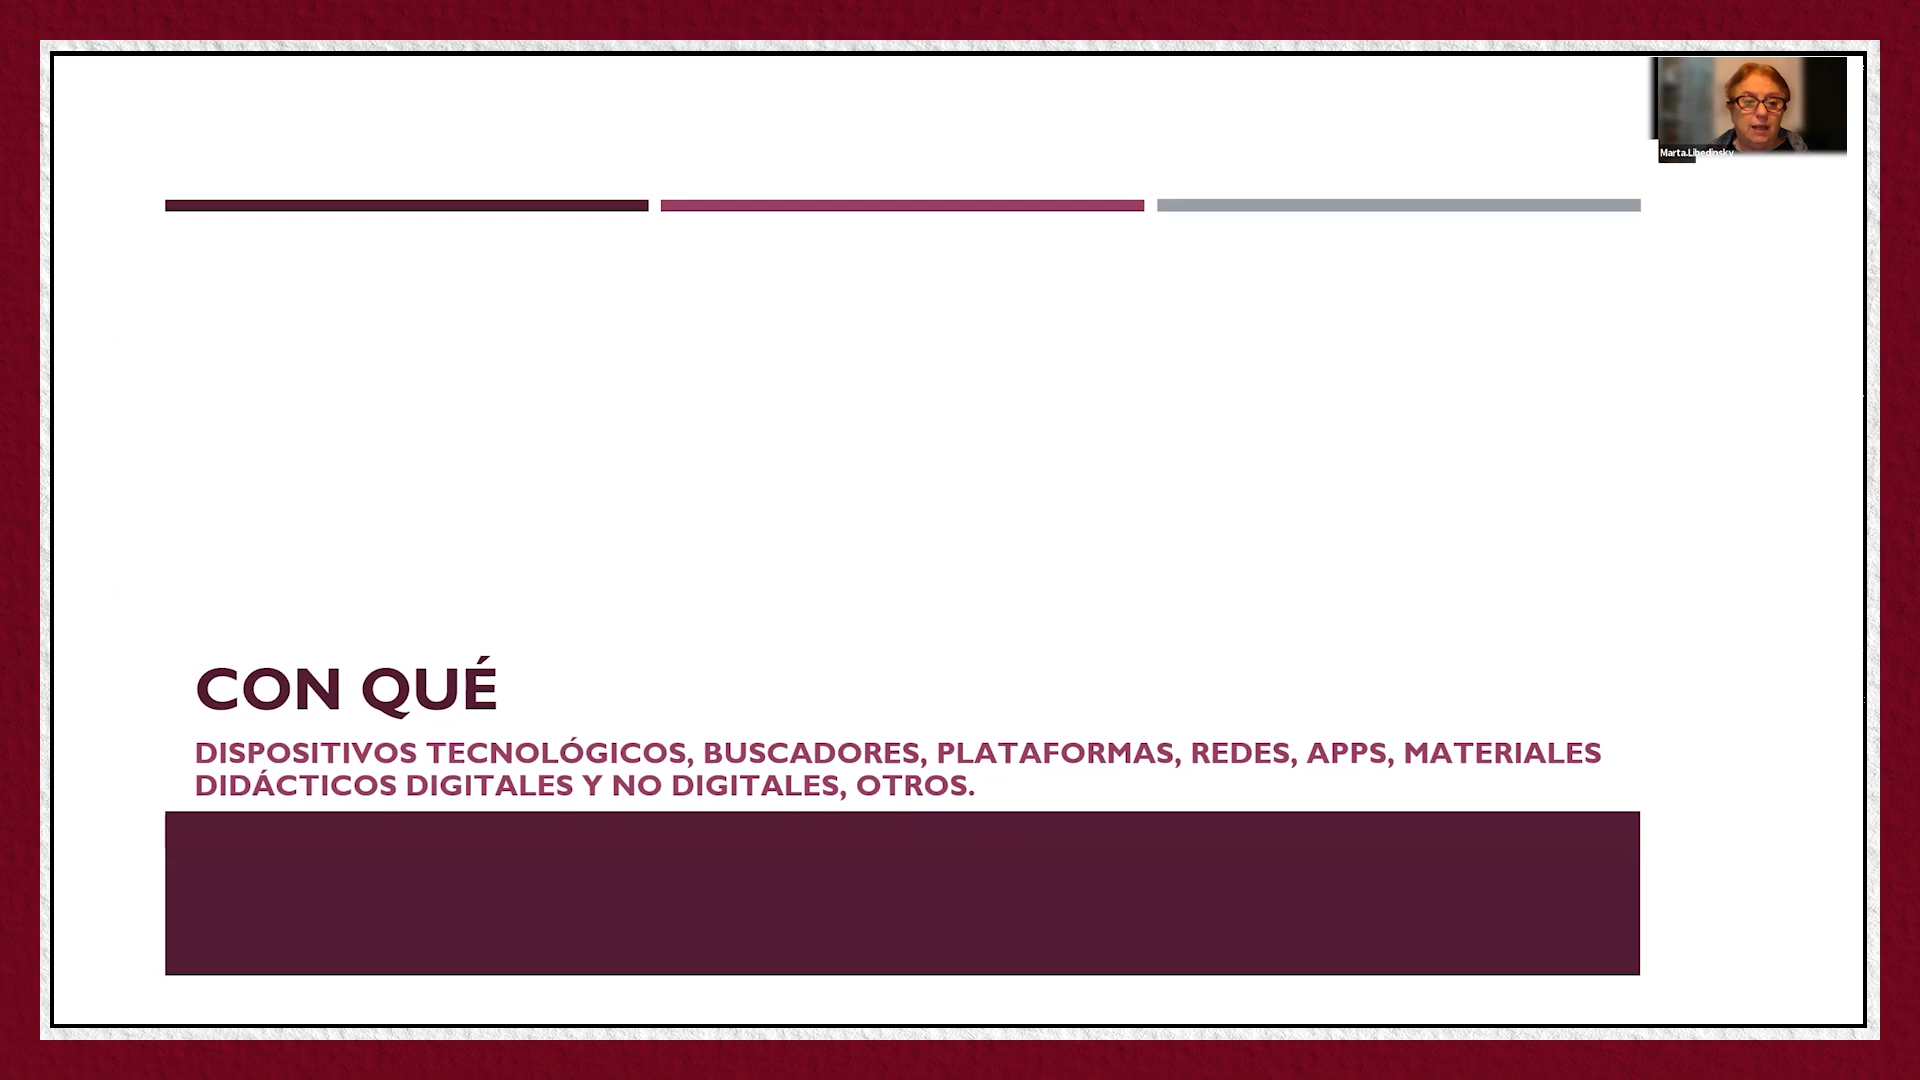 Marta.Libedinsky
CON QUÉ
DISPOSITIVOS TECNOLÓGICOS, BUSCADORES, PLATAFORMAS, REDES, APPS, MATERIALES
DIDÁCTICOS DIGITALES Y NO DIGITALES, OTROS.